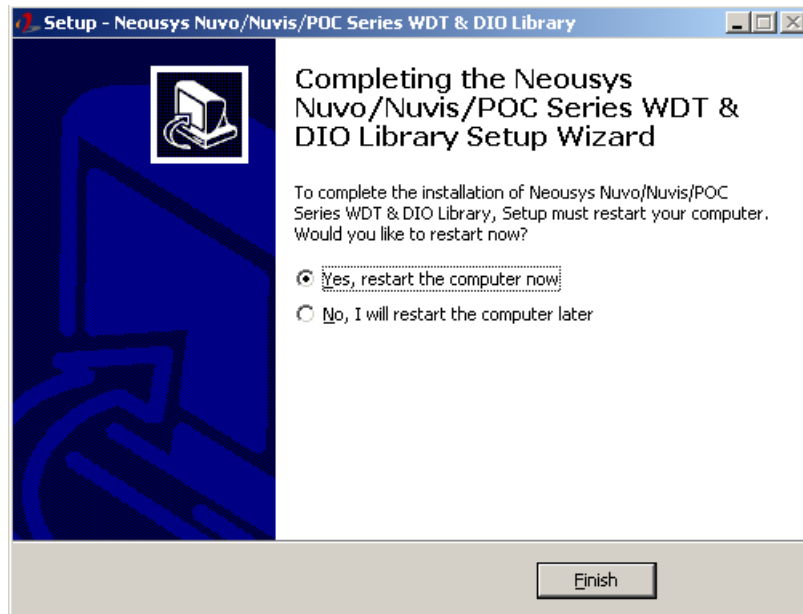 Setup - Neousys Nuvo/Nuvis/POC Series WDT & DIO Library
Completing the Neousys
Nuvo/Nuvis/POC Series WDT &
DIO Library Setup Wizard
To complete the installation of Neousys Nuvo/Nuvis/POC
Series WDT & DIO Library, Setup must restart your computer.
Would you like to restart now?
Yes, restart the computer now
No, I will restart the computer later
Finish